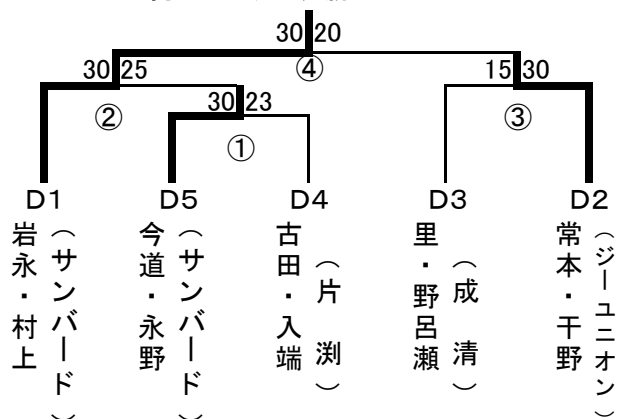 30 20
④
30 25
15 30
②
30 23
③
①
D1
D5
D4
D3
D2
岩永・村上
（サンバード）
今道・永野
（サンバード）
古田・入端
（片渕）
里・野呂瀬
（成清）
常本・干野
（ジーユニオン）